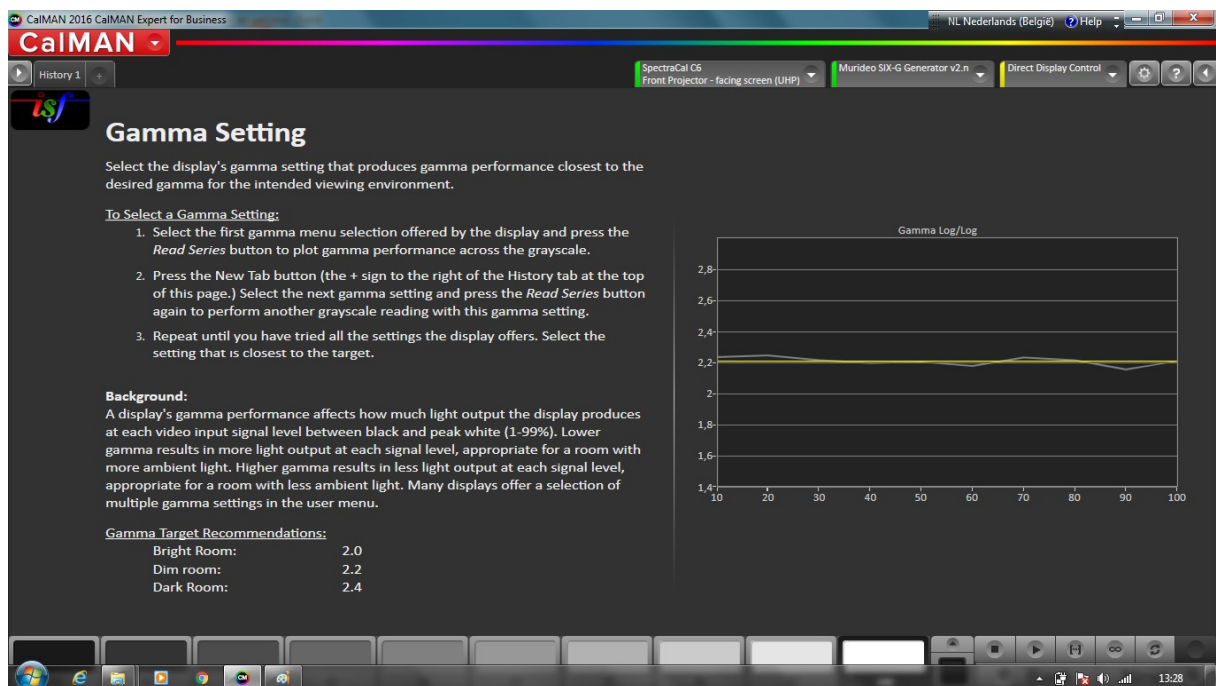 CalMAN 2016 CalMAN Expert for Business
NL Nederlands (België) Help
CalMAN
History 1 +
SpectraCal C6
Front Projector - facing screen (UHP)
Murideo SIX-G Generator v2.n
Direct Display Control
isf
Gamma Setting
Select the display's gamma setting that produces gamma performance closest to the
desired gamma for the intended viewing environment.
To Select a Gamma Setting:
1. Select the first gamma menu selection offered by the display and press the
Read Series button to plot gamma performance across the grayscale.
2. Press the New Tab button (the + sign to the right of the History tab at the top
of this page.) Select the next gamma setting and press the Read Series button
again to perform another grayscale reading with this gamma setting.
3. Repeat until you have tried all the settings the display offers. Select the
setting that is closest to the target.
Background:
A display's gamma performance affects how much light output the display produces
at each video input signal level between black and peak white (1-99%). Lower
gamma results in more light output at each signal level, appropriate for a room with
more ambient light. Higher gamma results in less light output at each signal level,
appropriate for a room with less ambient light. Many displays offer a selection of
multiple gamma settings in the user menu.
Gamma Target Recommendations:
Bright Room: 2.0
Dim room: 2.2
Dark Room: 2.4
Gamma Log/Log
2,8
2,6
2,4
2,2
2
1,8
1,6
1,4
10 20 30 40 50 60 70 80 90 100
13:28